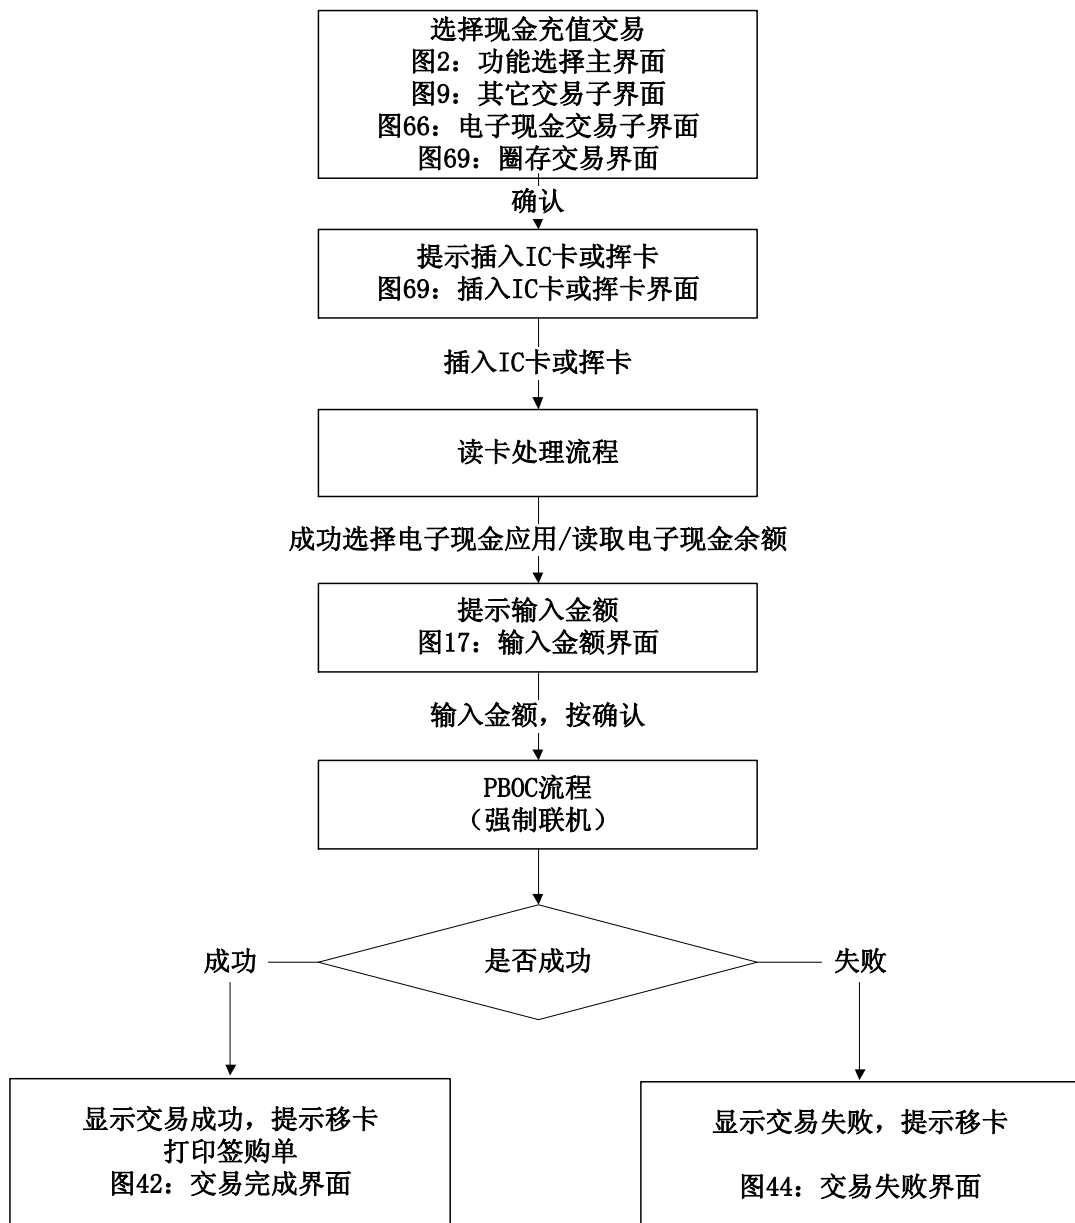 选择现金充值交易
图2：功能选择主界面
图9：其它交易子界面
图66：电子现金交易子界面
图69：圈存交易界面
确认
提示插入IC卡或挥卡
图69：插入IC卡或挥卡界面
插入IC卡或挥卡
读卡处理流程
成功选择电子现金应用/读取电子现金余额
提示输入金额
图17：输入金额界面
输入金额，按确认
PBOC流程
（强制联机）
是否成功
成功
失败
显示交易成功，提示移卡
打印签购单
图42：交易完成界面
显示交易失败，提示移卡
图44：交易失败界面